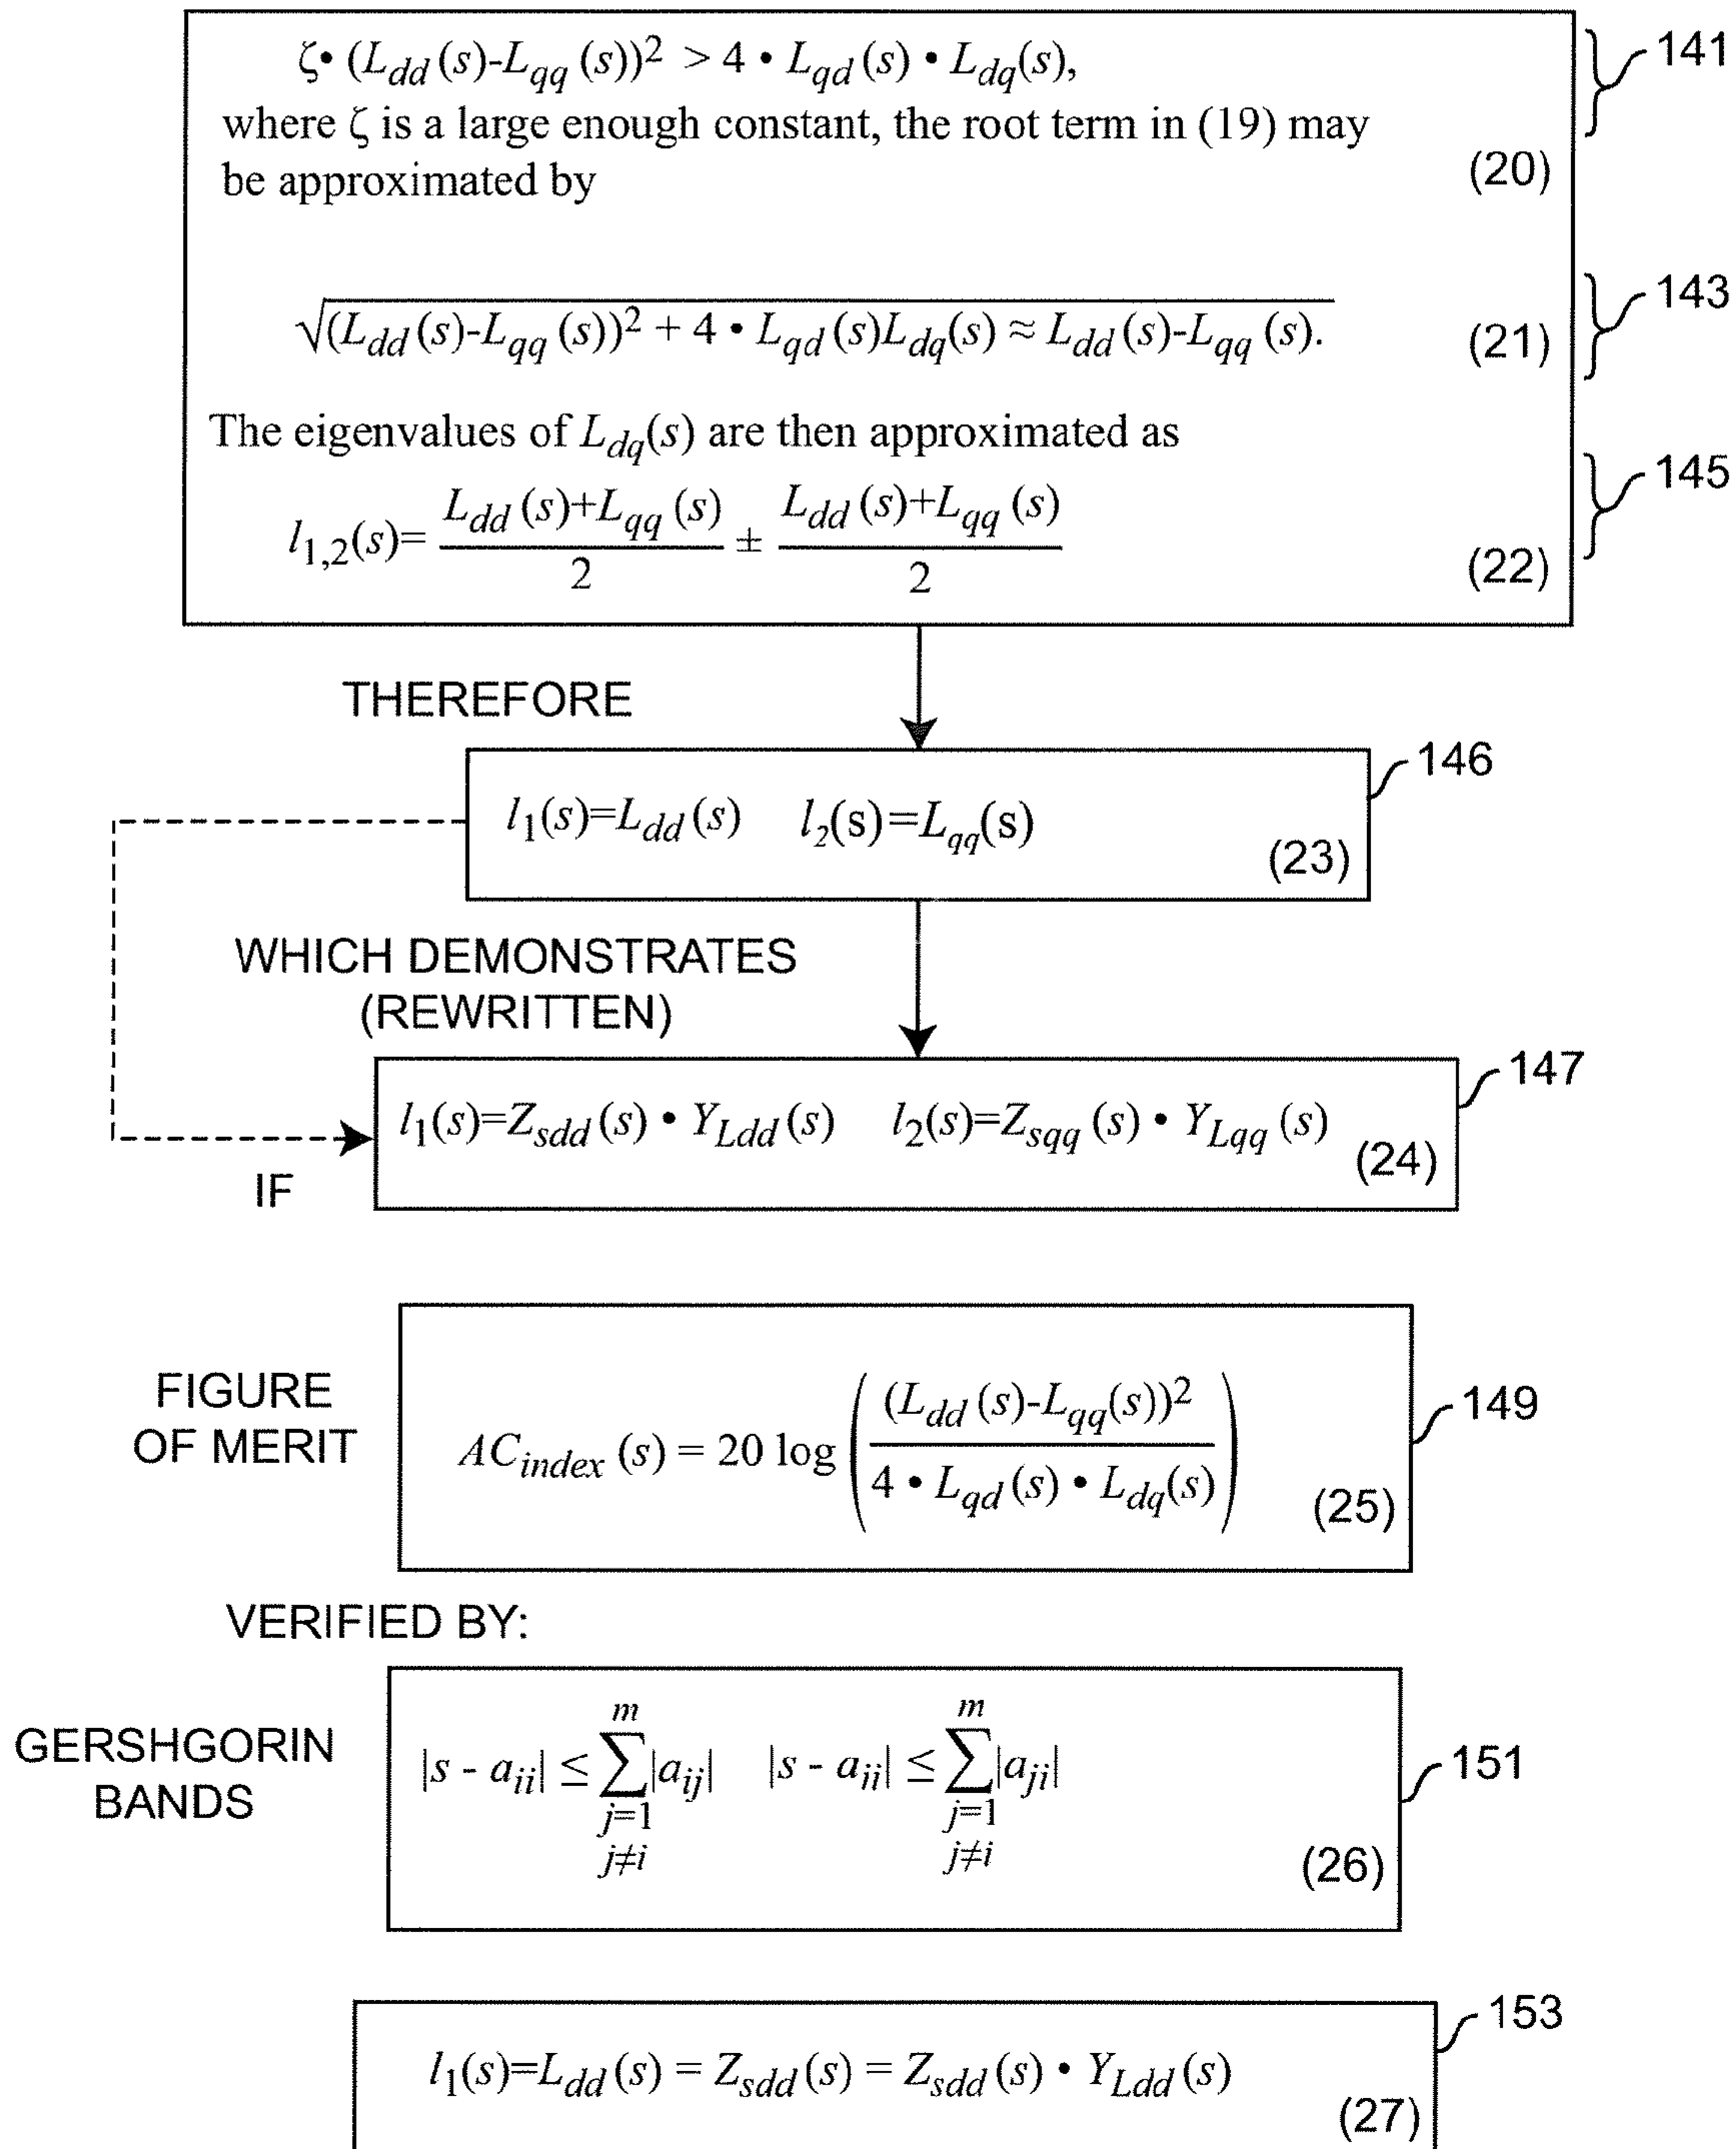 ζ• (L_dd (s)-L_qq (s))² > 4 • L_qd (s) • L_dq(s),
141
where ζ is a large enough constant, the root term in (19) may
be approximated by
(20)
√(L_dd (s)-L_qq (s))² + 4 • L_qd (s)L_dq(s) ≈ L_dd (s)-L_qq (s).
(21)
143
The eigenvalues of L_dq(s) are then approximated as
l_1,2(s)= (L_dd (s)+L_qq (s))/2 ± (L_dd (s)+L_qq (s))/2
(22)
145
THEREFORE
146
l_1(s)=L_dd (s) l_2(s)=L_qq(s)
(23)
WHICH DEMONSTRATES
(REWRITTEN)
147
l_1(s)=Z_sdd (s) • Y_Ldd (s) l_2(s)=Z_sqq (s) • Y_Lqq (s)
(24)
IF
FIGURE
OF MERIT
149
AC_index (s) = 20 log ( (L_dd (s)-L_qq(s))² / 4 • L_qd (s) • L_dq(s) )
(25)
VERIFIED BY:
GERSHGORIN
BANDS
|s - a_ii| ≤ ∑_{j=1 j≠i}^m |a_ij| |s - a_ii| ≤ ∑_{j=1 j≠i}^m |a_ji|
151
(26)
153
l_1(s)=L_dd (s) = Z_sdd (s) = Z_sdd (s) • Y_Ldd (s)
(27)